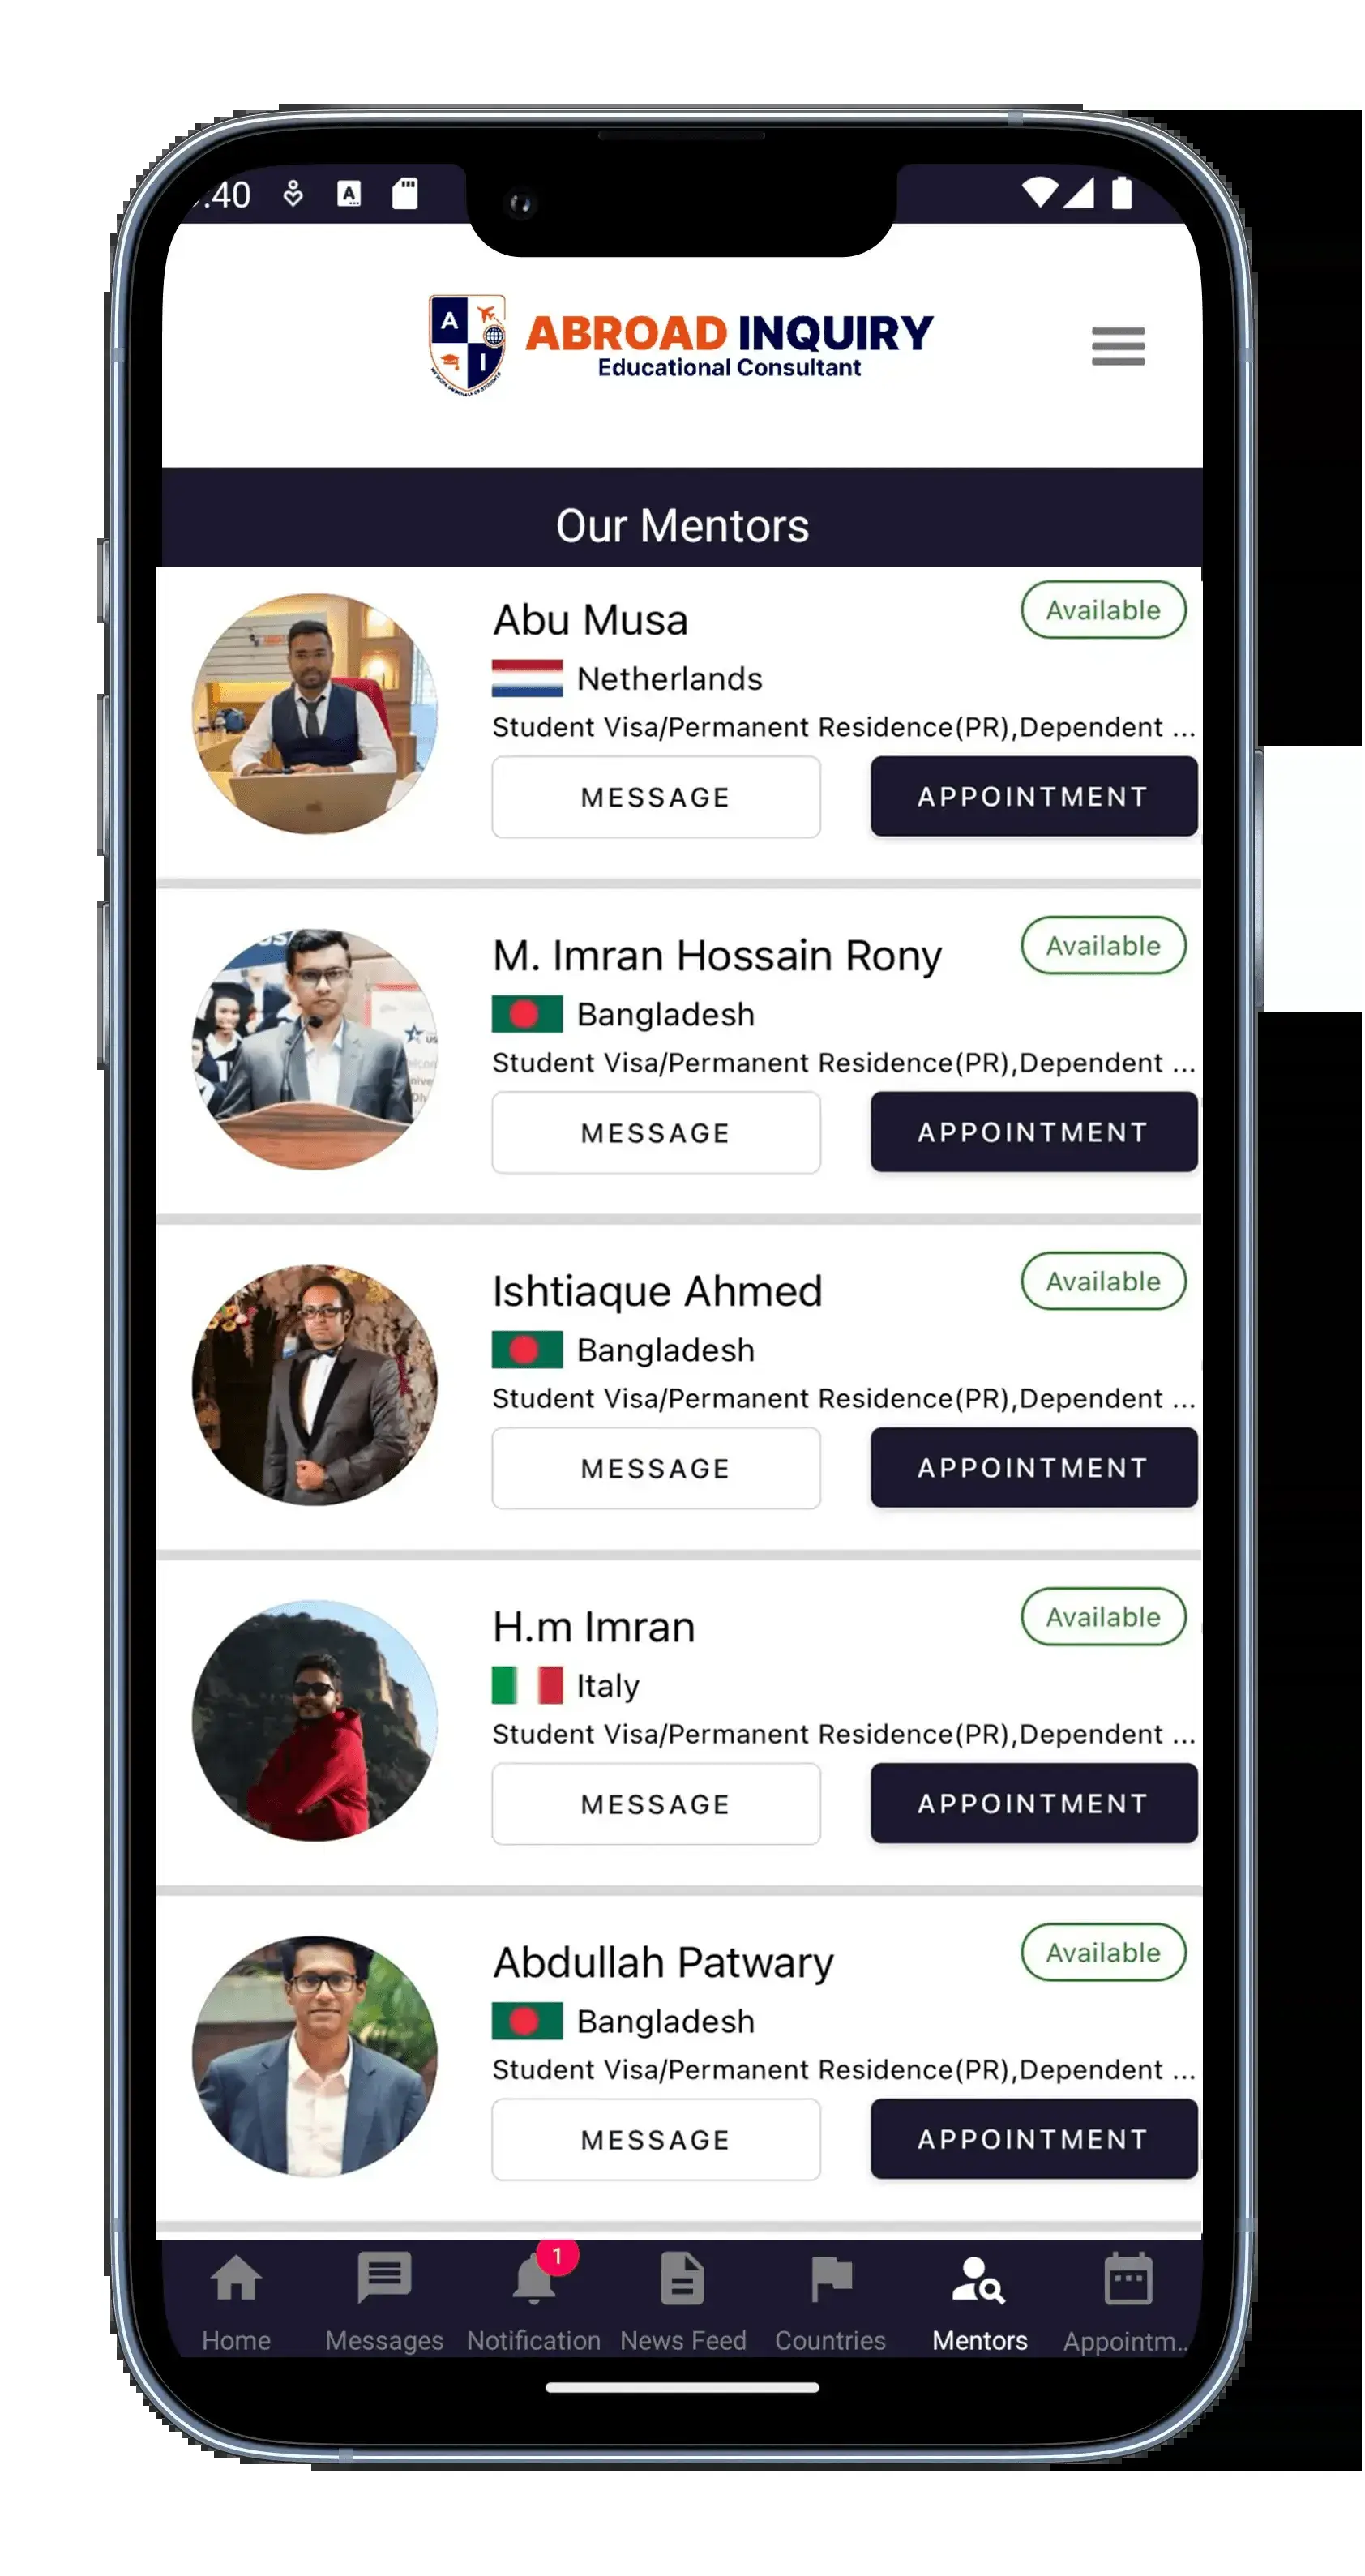 :40
A
A
I
ABROAD INQUIRY
Educational Consultant
Our Mentors
Abu Musa
Available
Netherlands
Student Visa/Permanent Residence(PR),Dependent ...
MESSAGE
APPOINTMENT
M. Imran Hossain Rony
Available
Bangladesh
Student Visa/Permanent Residence(PR),Dependent ...
MESSAGE
APPOINTMENT
Ishtiaque Ahmed
Available
Bangladesh
Student Visa/Permanent Residence(PR),Dependent ...
MESSAGE
APPOINTMENT
H.m Imran
Available
Italy
Student Visa/Permanent Residence(PR),Dependent ...
MESSAGE
APPOINTMENT
Abdullah Patwary
Available
Bangladesh
Student Visa/Permanent Residence(PR),Dependent ...
MESSAGE
APPOINTMENT
1
Home
Messages
Notification
News Feed
Countries
Mentors
Appointm..